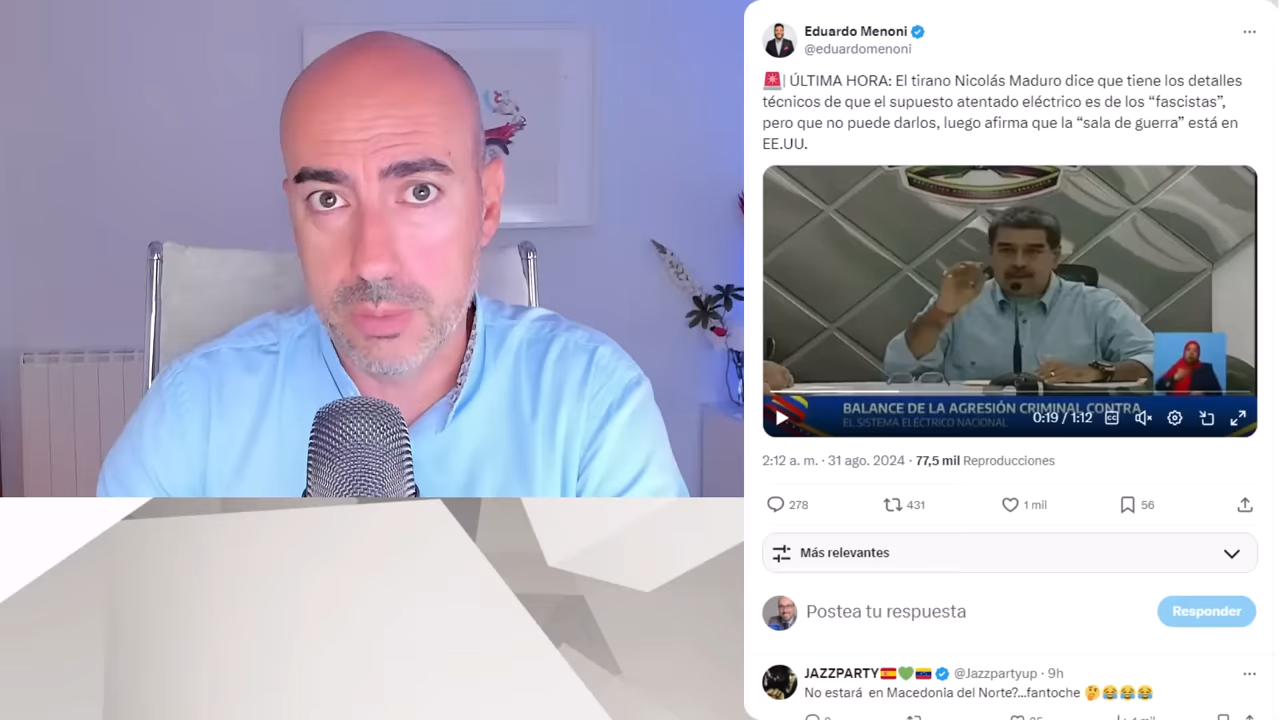 Eduardo Menoni
@eduardomenoni
🚨| ÚLTIMA HORA: El tirano Nicolás Maduro dice que tiene los detalles
técnicos de que el supuesto atentado eléctrico es de los “fascistas”,
pero que no puede darlos, luego afirma que la “sala de guerra” está en
EE.UU.
BALANCE DE LA AGRESIÓN CRIMINAL CONTRA
EL SISTEMA ELÉCTRICO NACIONAL
0:19 / 1:12
CC
2:12 a. m. · 31 ago. 2024 · 77,5 mil Reproducciones
278
431
1 mil
56
Más relevantes
Postea tu respuesta
Responder
JAZZPARTY🇪🇸💚🇻🇪 @Jazzpartyup · 9h
No estará en Macedonia del Norte?...fantoche 🤔😂😂😂